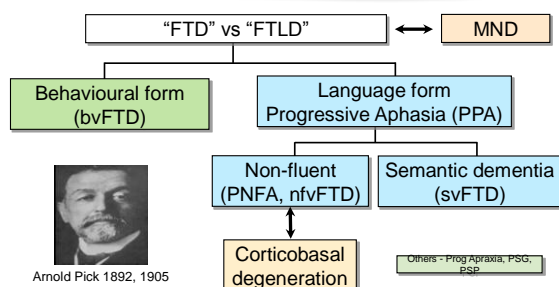 “FTD” vs “FTLD”
MND
Behavioural form
(bvFTD)
Language form
Progressive Aphasia (PPA)
Non-fluent
(PNFA, nfvFTD)
Semantic dementia
(svFTD)
Arnold Pick 1892, 1905
Corticobasal
degeneration
Others - Prog Apraxia, PSG,
PSP